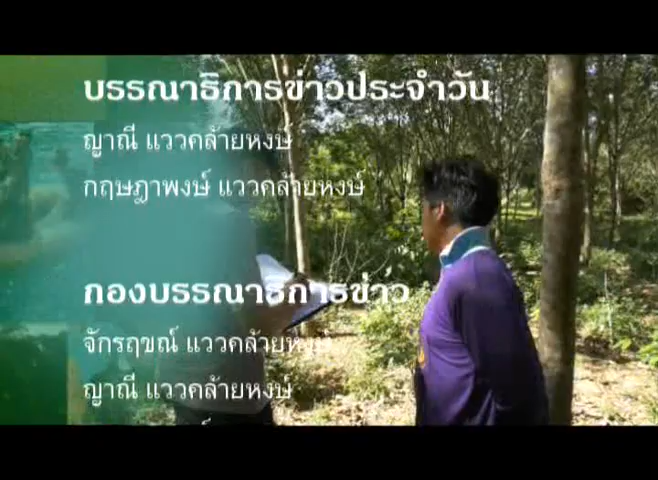 บรรณาธิการข่าวประจำวัน
ญาณี แววคล้ายหงษ์
กฤษฎาพงษ์ แววคล้ายหงษ์
กองบรรณาธิการข่าว
จักรฤขณ์ แววคล้ายหงษ์
ญาณี แววคล้ายหงษ์